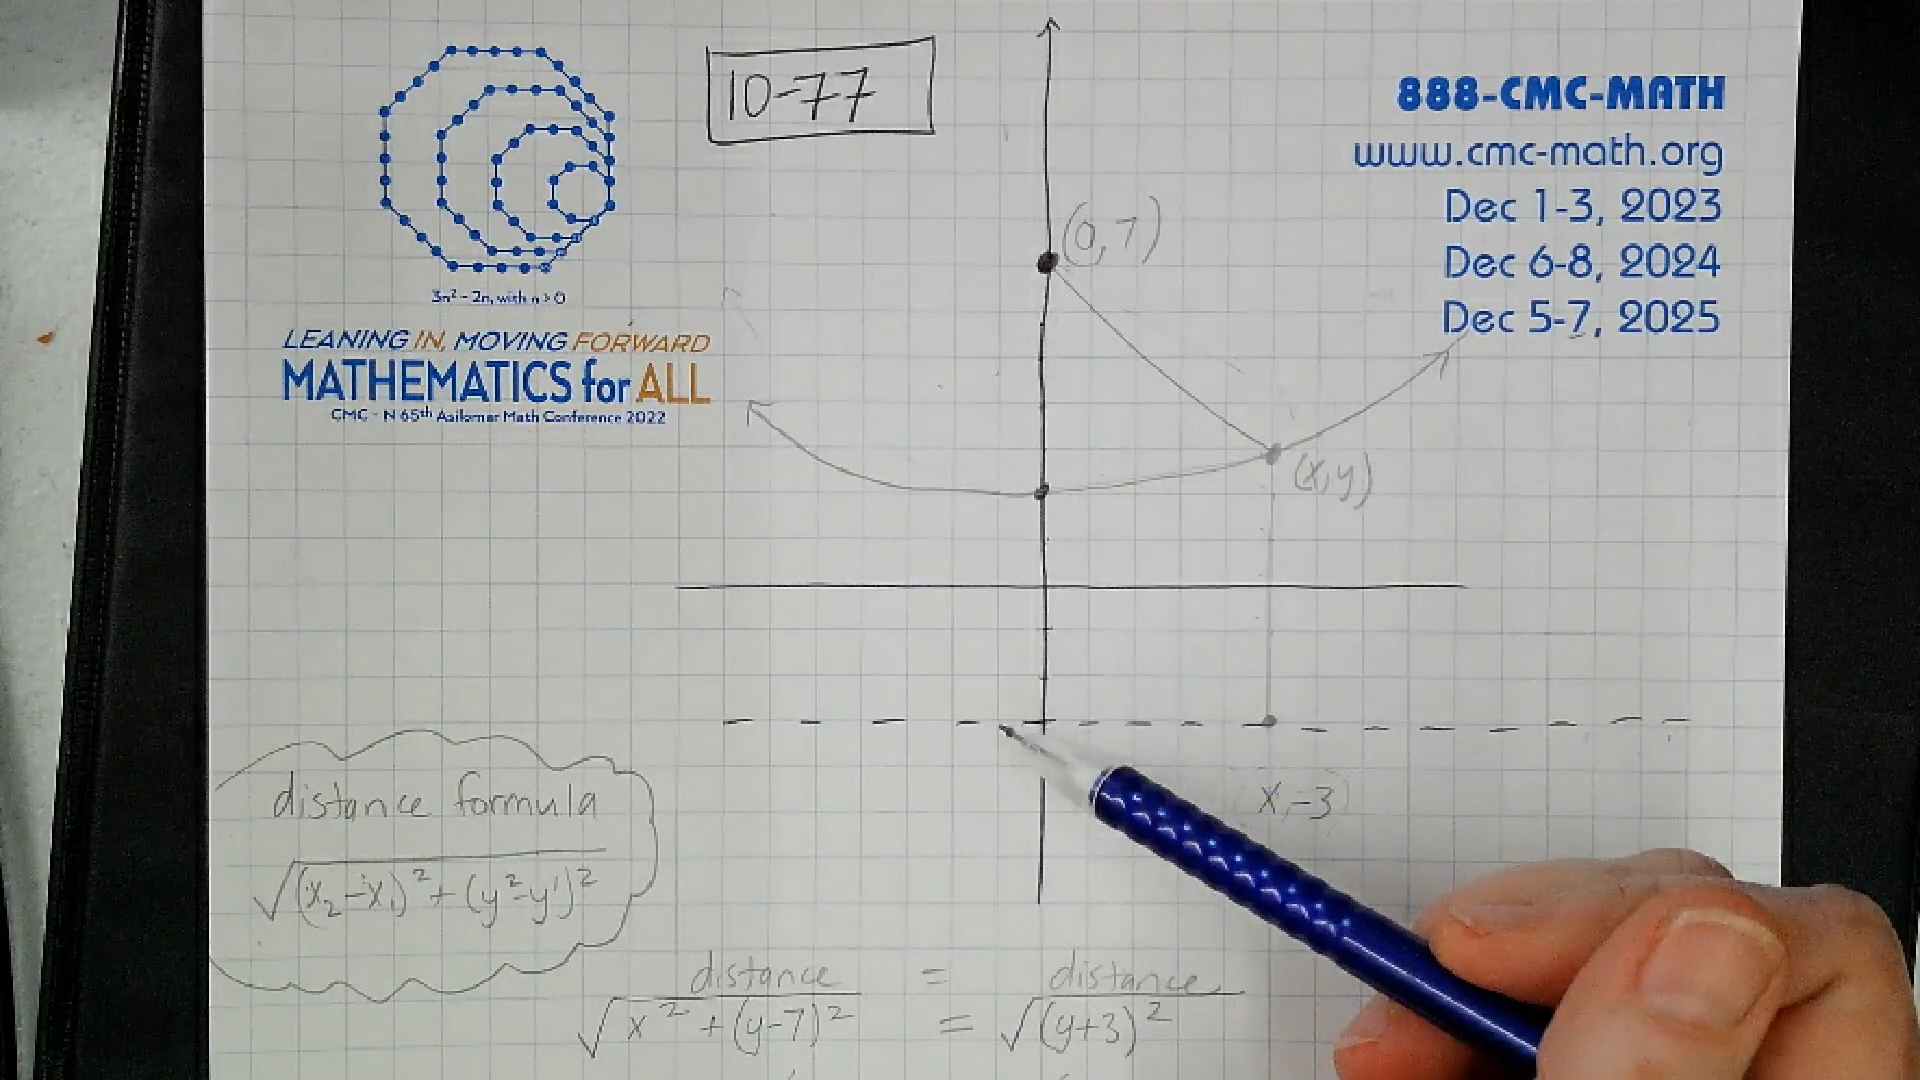 10-77
888-CMC-MATH
www.cmc-math.org
Dec 1-3, 2023
Dec 6-8, 2024
Dec 5-7, 2025
3n² - 2n, with n > 0
LEANING IN, MOVING FORWARD
MATHEMATICS for ALL
CMC - N 65th Asilomar Math Conference 2022
(0,7)
(x,y)
x,-3
distance formula
√(x₂-x₁)²+(y²-y¹)²
distance = distance
√x²+(y-7)² = √(y+3)²